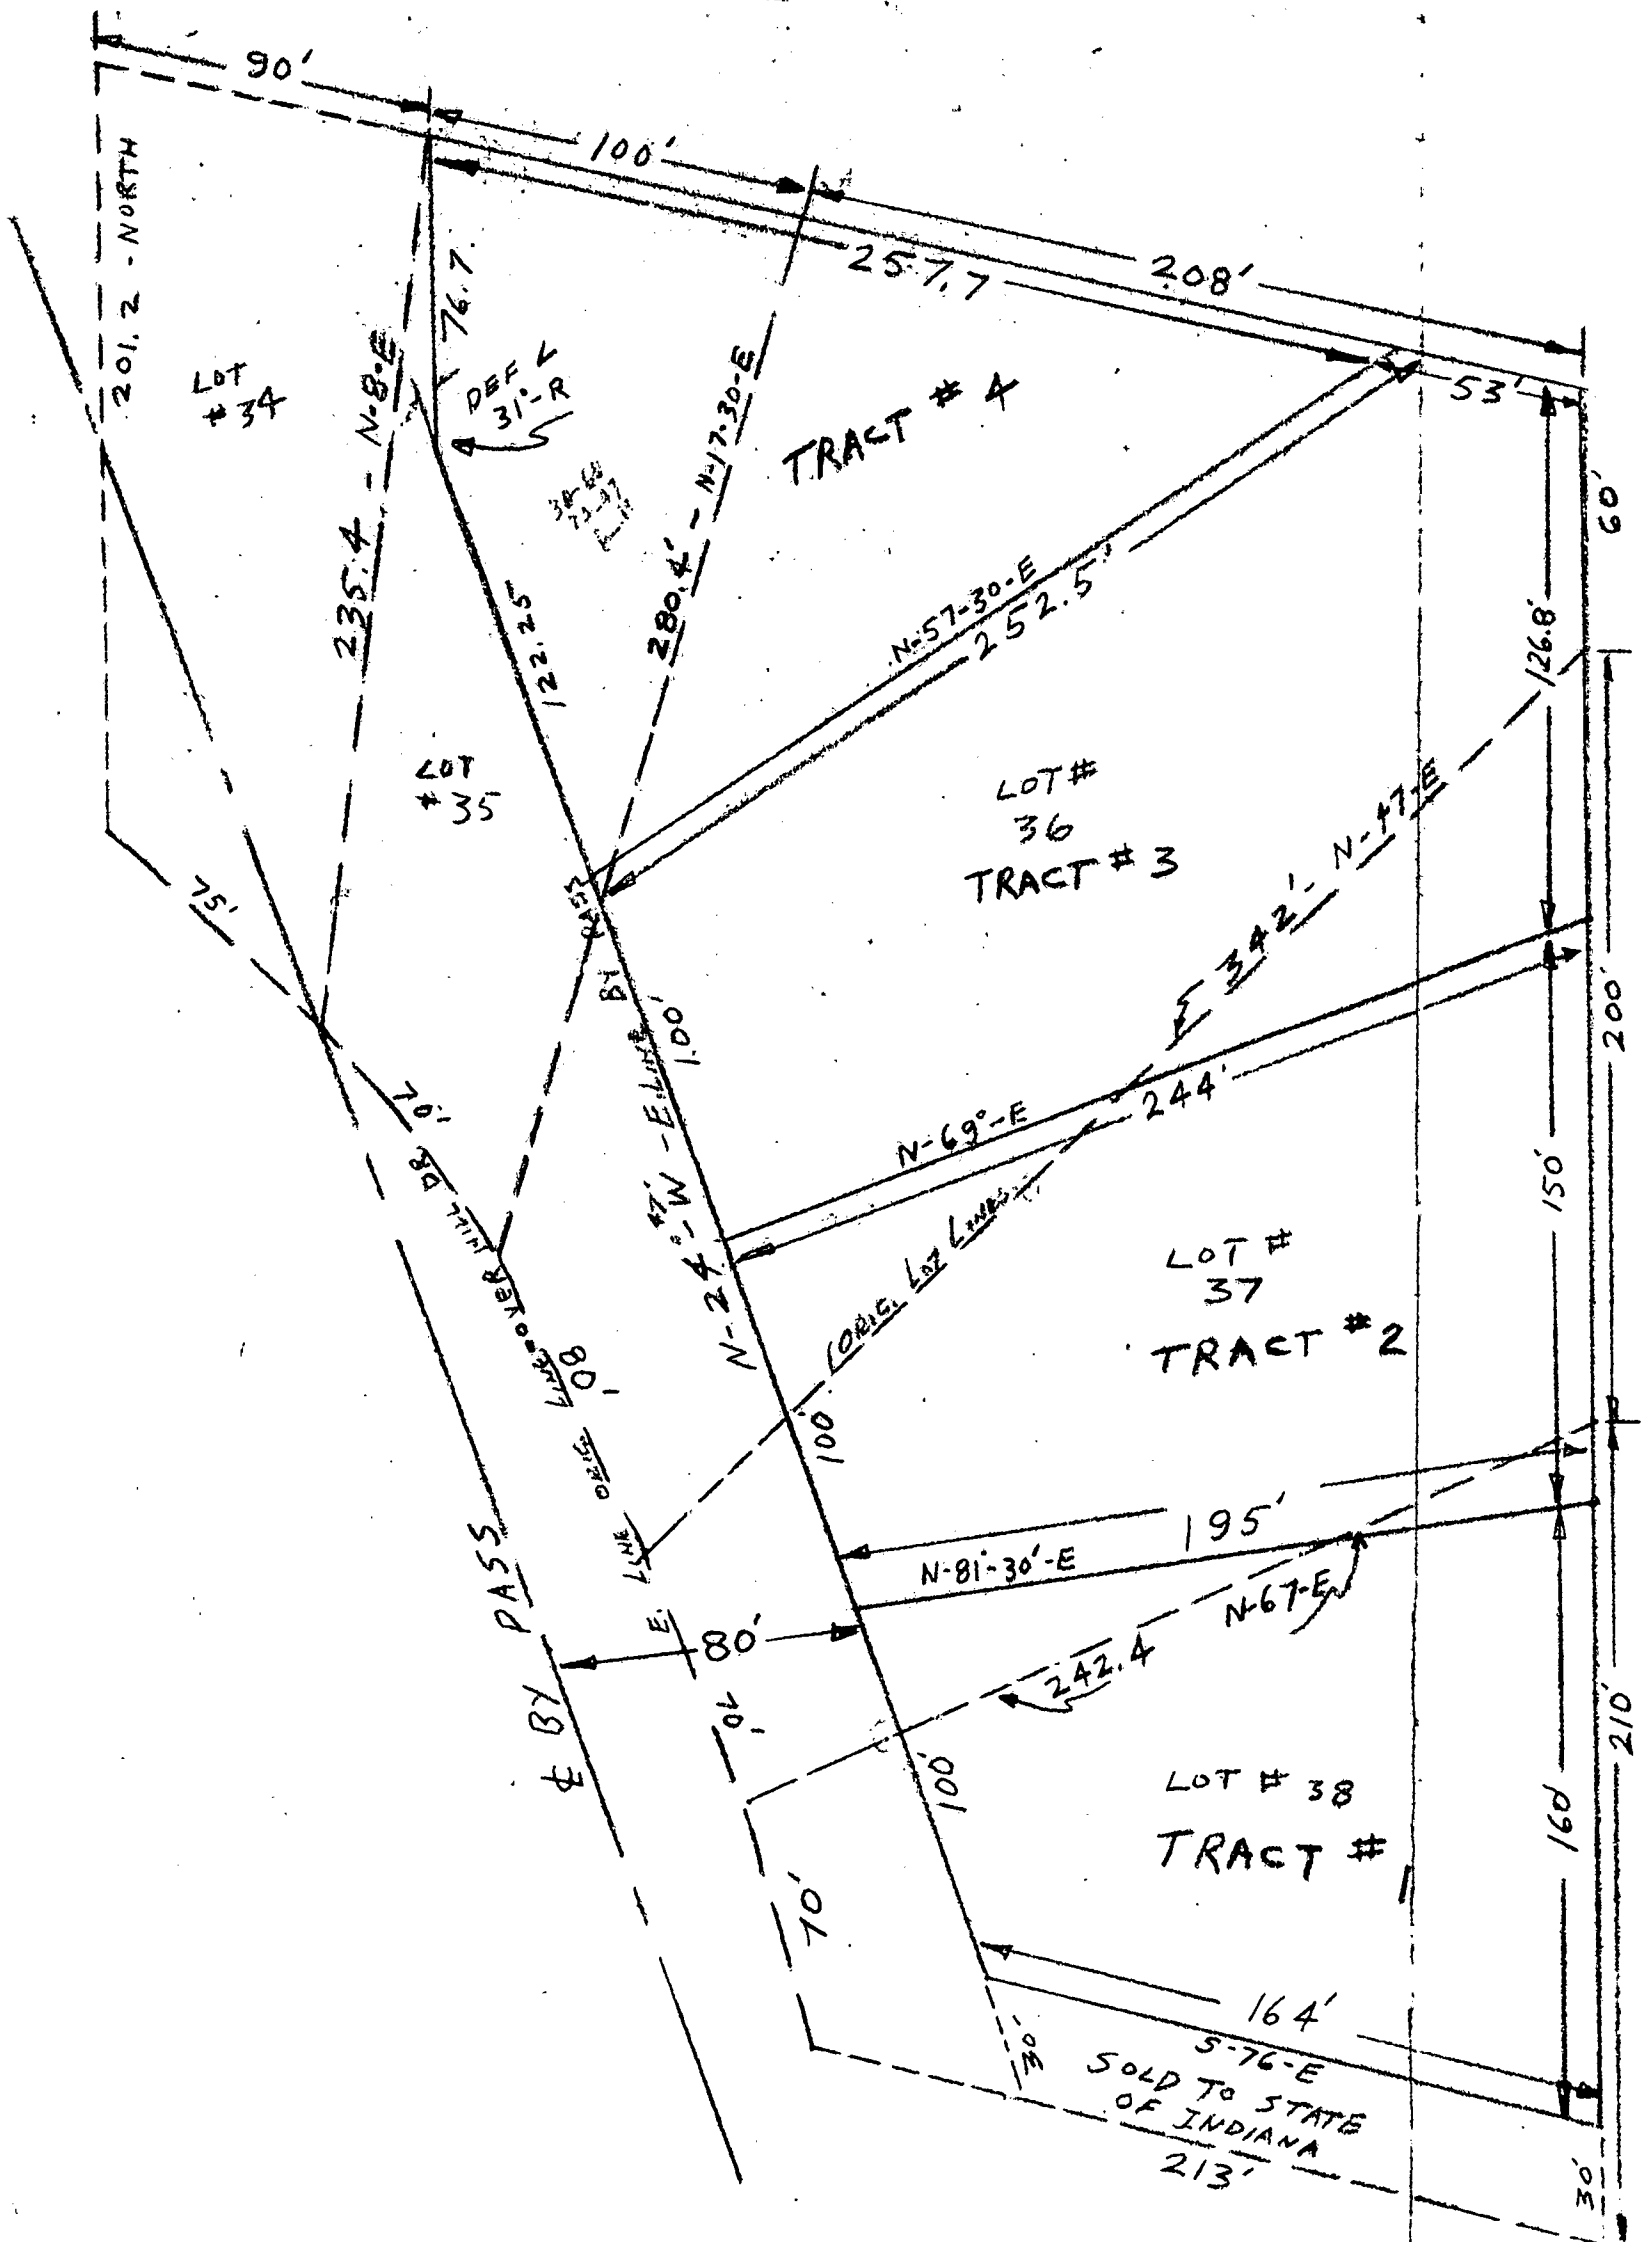 90'
100'
257.7
208'
53'
201.2 - NORTH
LOT
# 34
235.4 - N-8-E
76.7
DEF ∠
31°-R
280.4' - N-17-30-E
TRACT # 4
60'
126.8'
N-57-30-E
252.5'
122.25
LOT
# 35
LOT #
36
TRACT # 3
342'. N-47-E
200'
75'
BY PASS
100'
N-69°-E
244'
150'
70'
HILL DR
E. LINE
ORIG. LOT LINES
LOT #
37
TRACT # 2
80'
E. LINE ORIG LINE
100'
195'
N-81-30'-E
N-67-E
80'
242.4
℄ BY PASS
70'
100'
LOT # 38
TRACT #
1
160'
210'
70'
164'
S-76-E
SOLD TO STATE
OF INDIANA
30'
213'
30'